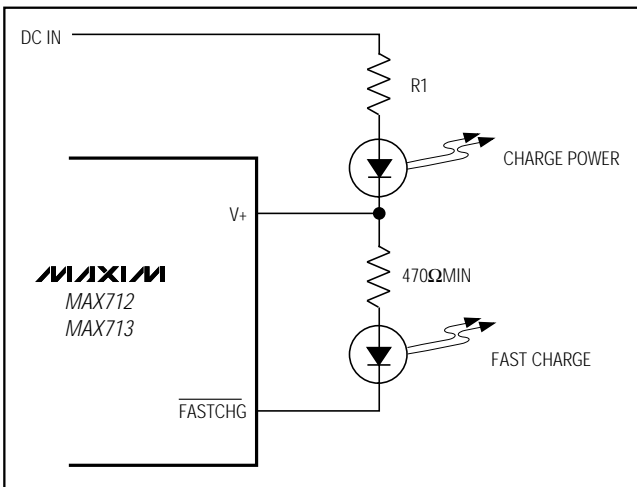 DC IN
R1
CHARGE POWER
V+
MAXIM
MAX712
MAX713
470ΩMIN
FAST CHARGE
FASTCHG